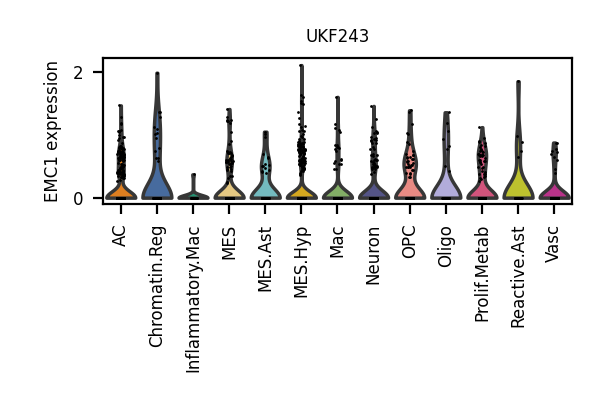 UKF243
EMC1 expression
2
0
AC
Chromatin.Reg
Inflammatory.Mac
MES
MES.Ast
MES.Hyp
Mac
Neuron
OPC
Oligo
Prolif.Metab
Reactive.Ast
Vasc